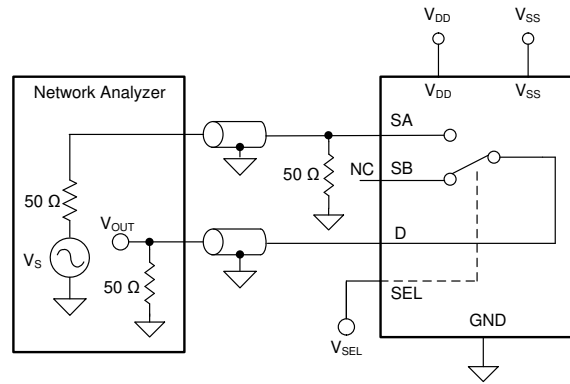 V_DD
V_SS
Network Analyzer
V_DD
V_SS
SA
50 Ω
NC
SB
50 Ω
V_OUT
D
V_S
50 Ω
SEL
GND
V_SEL